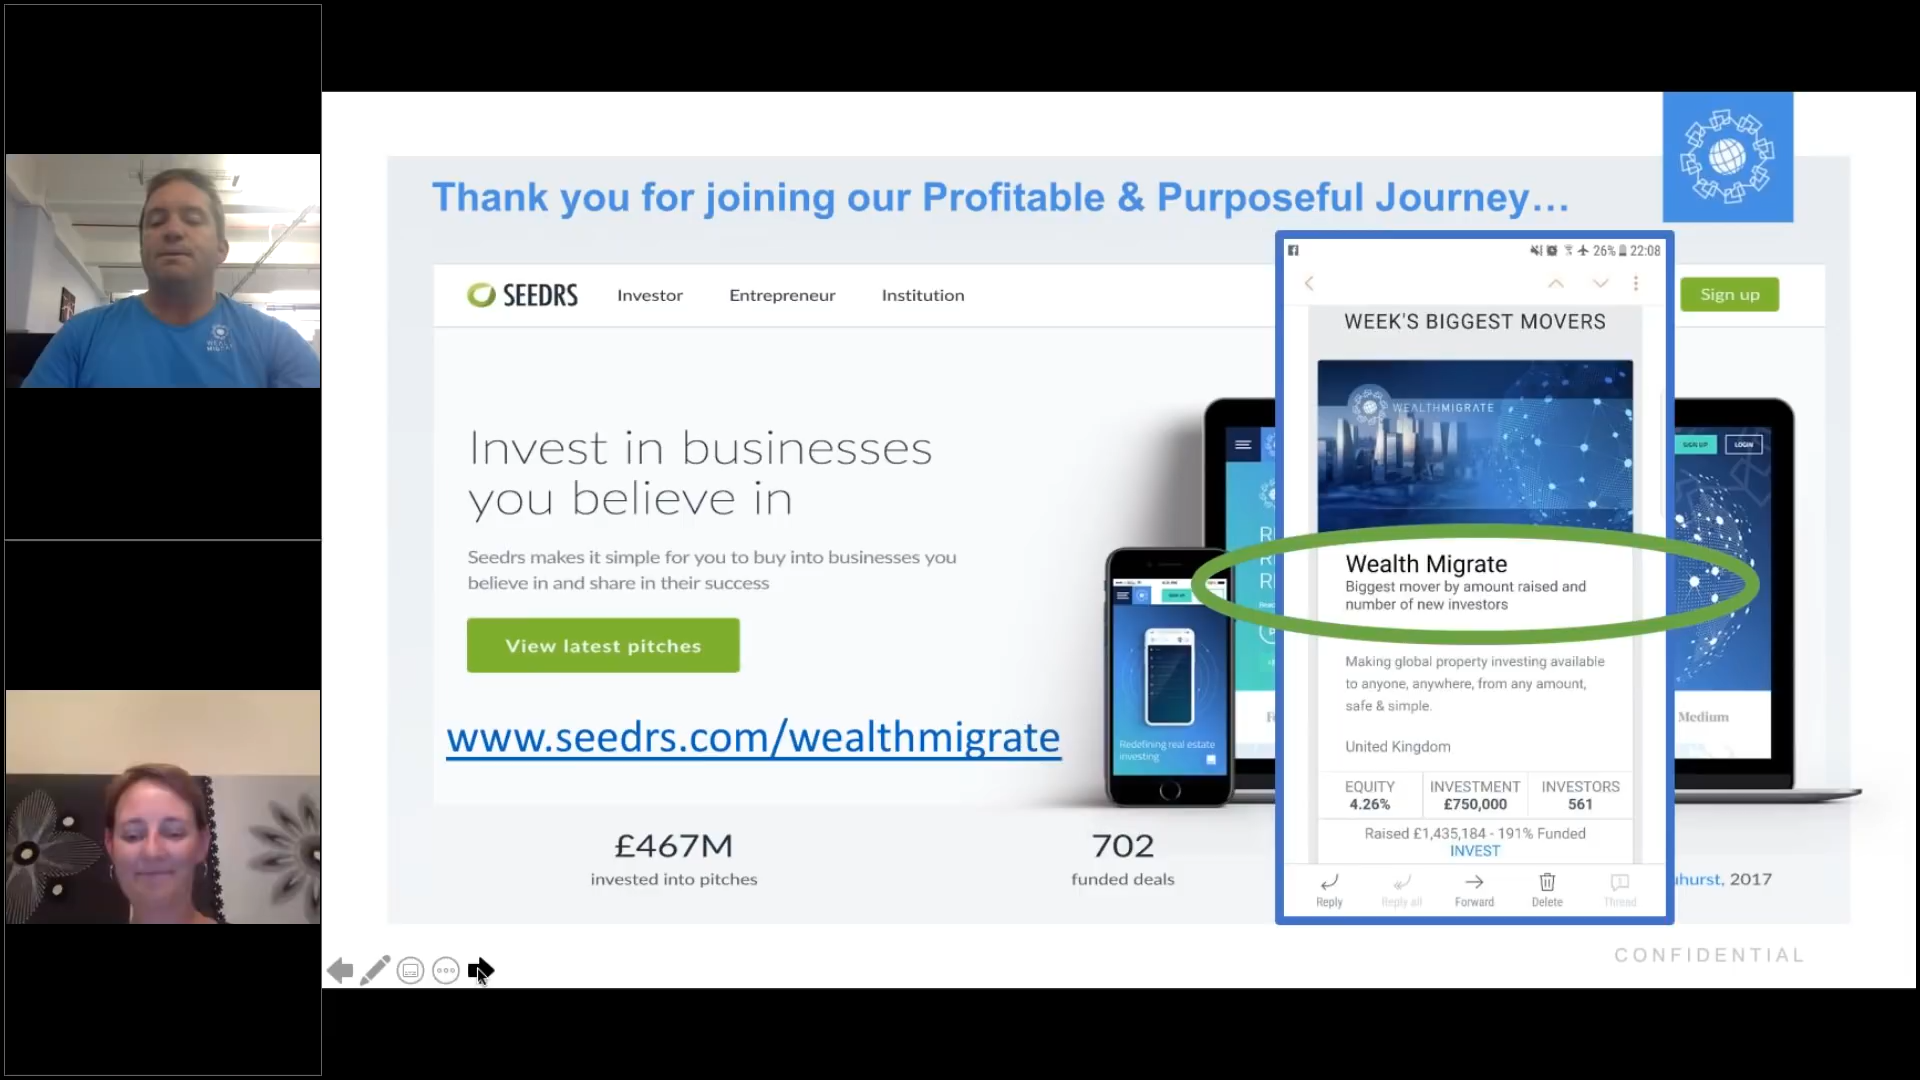 Thank you for joining our Profitable & Purposeful Journey...
SEEDRS
Investor
Entrepreneur
Institution
Sign up
Invest in businesses
you believe in
Seedrs makes it simple for you to buy into businesses you
believe in and share in their success
View latest pitches
www.seedrs.com/wealthmigrate
£467M
invested into pitches
702
funded deals
26% 22:08
WEEK'S BIGGEST MOVERS
WEALTHMIGRATE
Wealth Migrate
Biggest mover by amount raised and
number of new investors
Making global property investing available
to anyone, anywhere, from any amount,
safe & simple.
United Kingdom
EQUITY
4.26%
INVESTMENT
£750,000
INVESTORS
561
Raised £1,435,184 - 191% Funded
INVEST
Reply
Reply all
Forward
Delete
Thread
SIGN UP
LOGIN
Medium
Redefining real estate
investing
hurst, 2017
CONFIDENTIAL